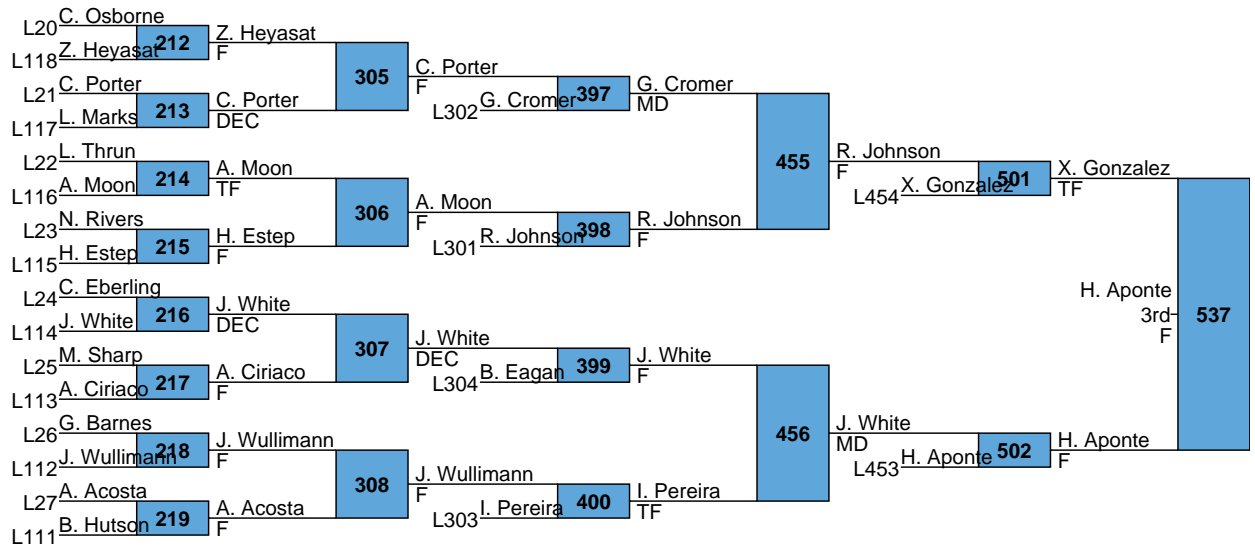 C. Osborne
L20
212
Z. Heyasat
F
Z. Heyasat
L118
305
C. Porter
F
C. Porter
L21
213
C. Porter
DEC
L. Marks
L117
G. Cromer
L302
397
G. Cromer
MD
L. Thrun
L22
214
A. Moon
TF
A. Moon
L116
306
A. Moon
F
N. Rivers
L23
215
H. Estep
F
H. Estep
L115
R. Johnson
L301
398
R. Johnson
F
455
R. Johnson
F
X. Gonzalez
L454
501
X. Gonzalez
TF
C. Eberling
L24
216
J. White
DEC
J. White
L114
307
J. White
DEC
M. Sharp
L25
217
A. Ciriaco
F
A. Ciriaco
L113
B. Eagan
L304
399
J. White
F
G. Barnes
L26
218
J. Wullimann
F
J. Wullimann
L112
308
J. Wullimann
F
A. Acosta
L27
219
A. Acosta
F
B. Hutson
L111
I. Pereira
L303
400
I. Pereira
TF
456
J. White
MD
H. Aponte
L453
502
H. Aponte
F
H. Aponte
3rd
F
537